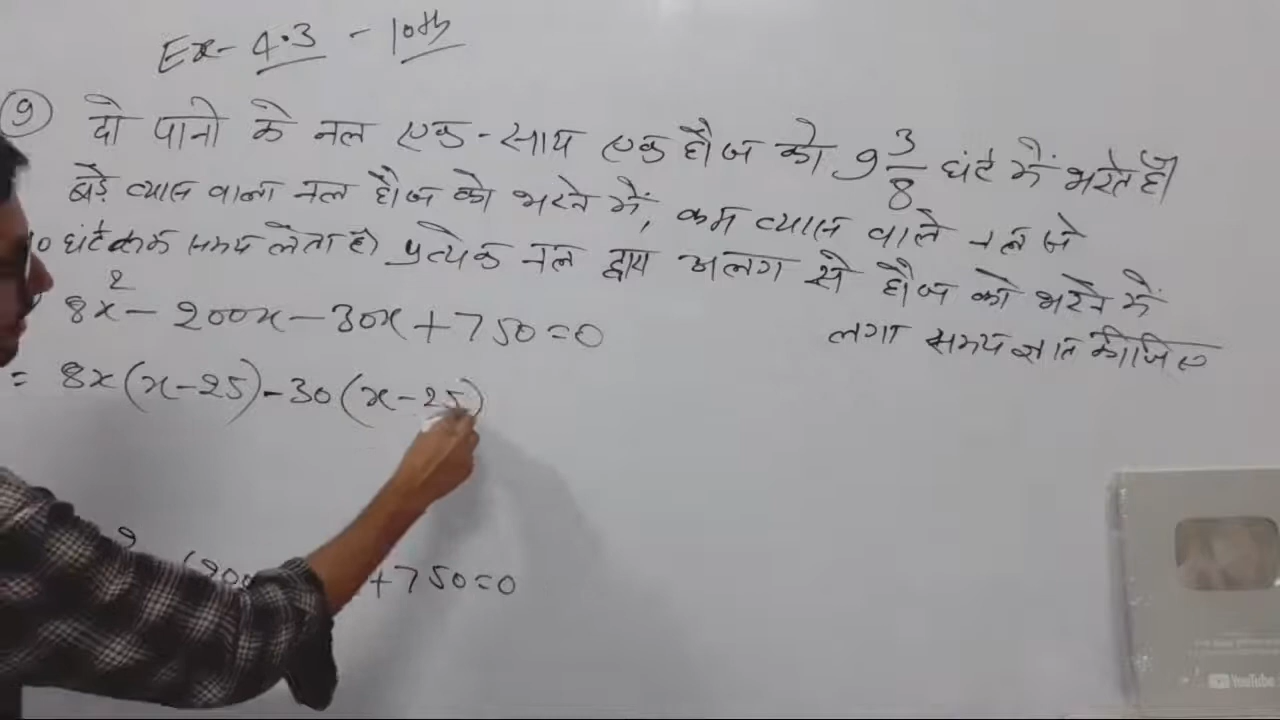 Ex- 4.3 - 10th
9 दो पानी के नल एक-साथ एक हौज को 9 3/8 घंटे में भरते हैं।
बड़े व्यास वाला नल हौज को भरने में, कम व्यास वाले नल से
10 घंटे कम समय लेता है। प्रत्येक नल द्वारा अलग से हौज को भरने में
लगा समय ज्ञात कीजिए
8x² - 200x - 30x + 750 = 0
= 8x(x-25) - 30(x-25)
+750=0
YouTube